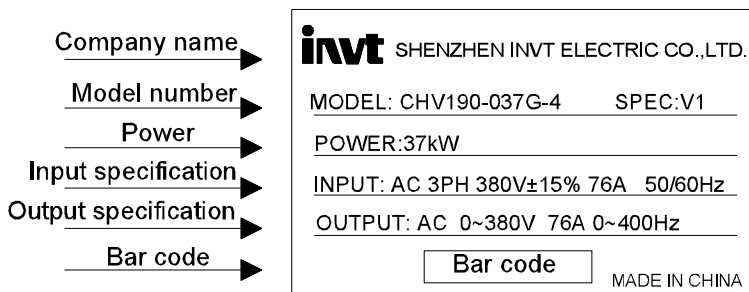 Company name
invt SHENZHEN INVT ELECTRIC CO.,LTD.
Model number
MODEL: CHV190-037G-4 SPEC:V1
Power
POWER:37kW
Input specification
INPUT: AC 3PH 380V±15% 76A 50/60Hz
Output specification
OUTPUT: AC 0~380V 76A 0~400Hz
Bar code
Bar code
MADE IN CHINA